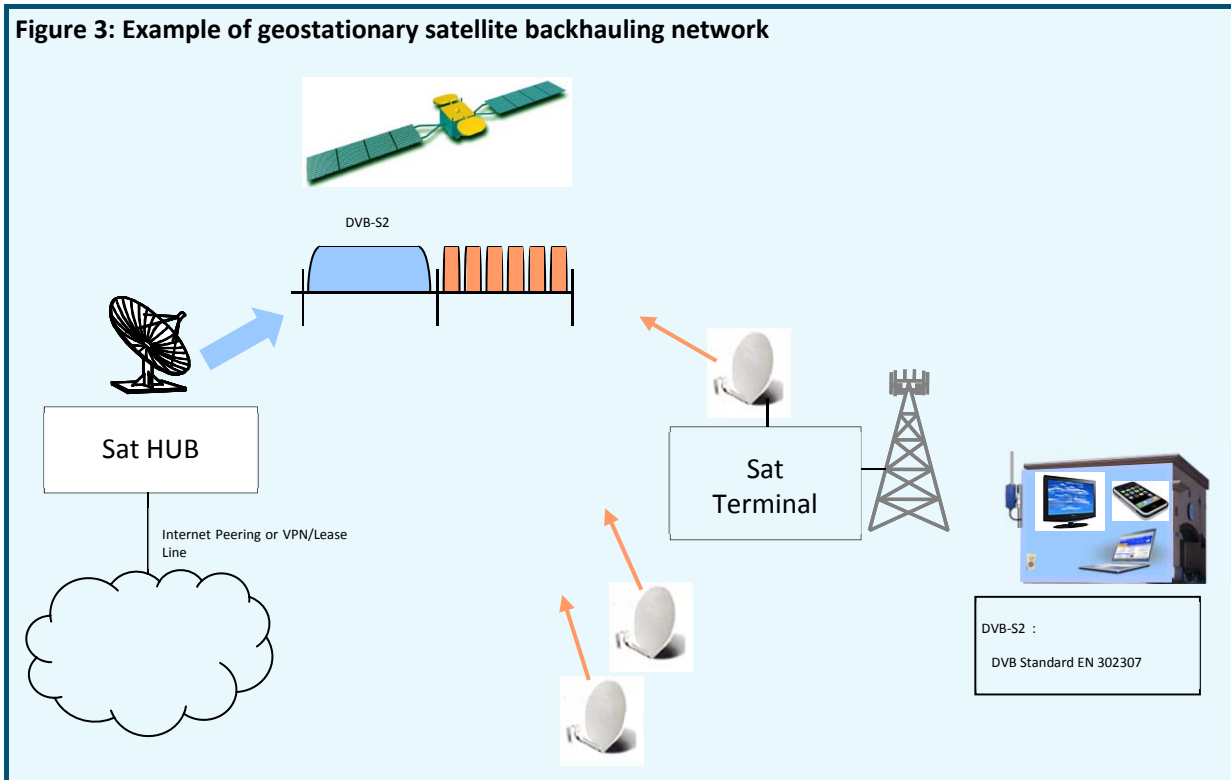 Figure 3: Example of geostationary satellite backhauling network
DVB-S2
Sat HUB
Sat
Terminal
Internet Peering or VPN/Lease
Line
DVB-S2 :
DVB Standard EN 302307